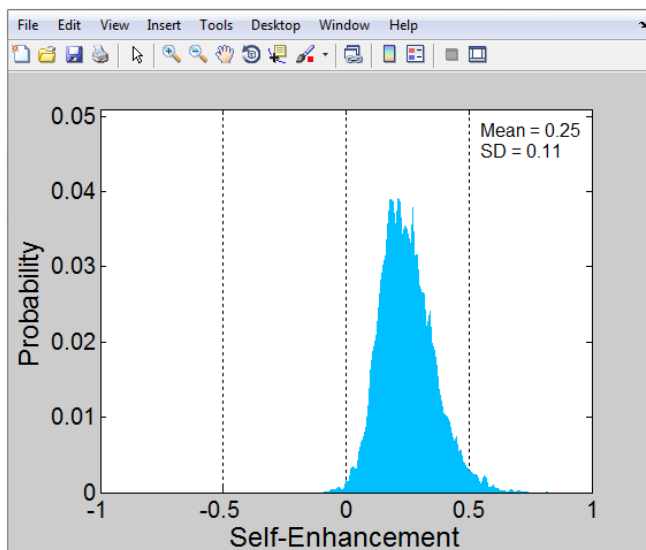 File Edit View Insert Tools Desktop Window Help
0.05
Mean = 0.25
SD = 0.11
0.04
0.03
0.02
0.01
0
Probability
-1 -0.5 0 0.5 1
Self-Enhancement